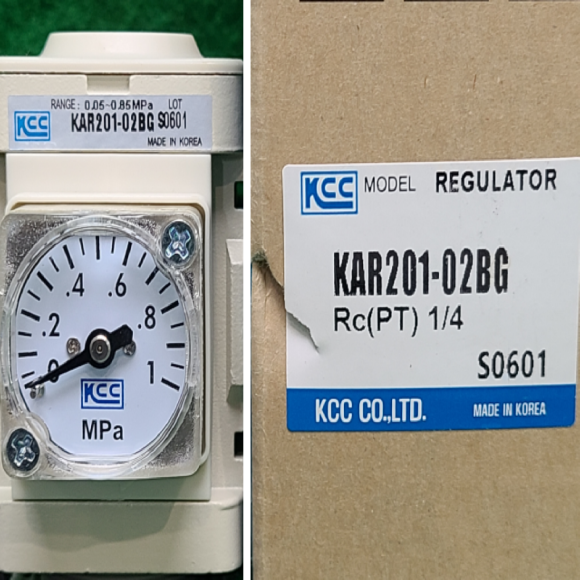 RANGE: 0.05~0.85MPa LOT
KCC KAR201-02BG S0601
MADE IN KOREA
.4 .6
.2 .8
0 1
KCC
MPa
KCC MODEL REGULATOR
KAR201-02BG
Rc(PT) 1/4
S0601
KCC CO.,LTD. MADE IN KOREA